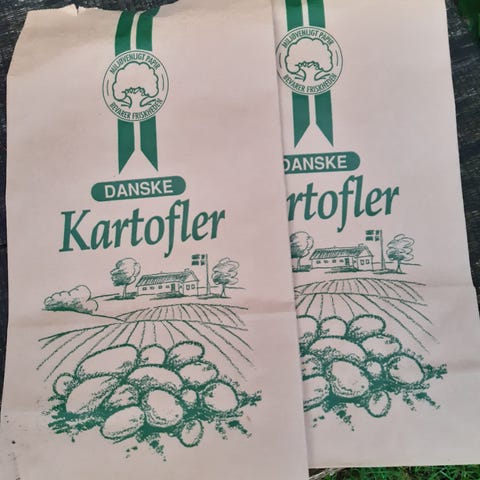 MILJØVENLIGT PAPIR
BEVARER FRISKHEDEN
DANSKE
Kartofler
MILJØVENLIGT PAPIR
BEVARER FRISKHEDEN
DANSKE
rtofler